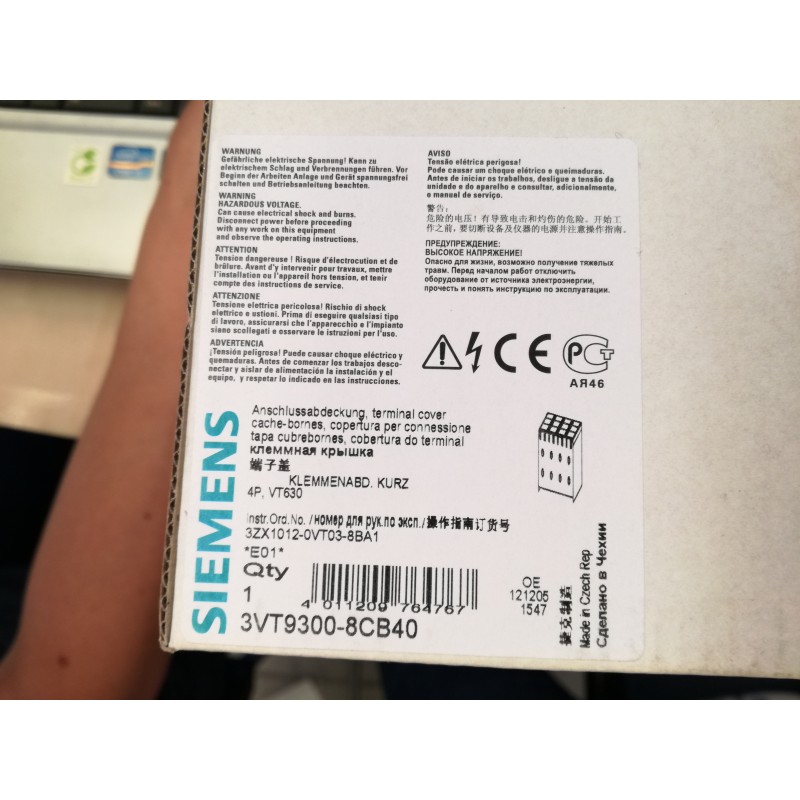 WARNUNG
Gefährliche elektrische Spannung! Kann zu
elektrischem Schlag und Verbrennungen führen. Vor
Beginn der Arbeiten Anlage und Gerät spannungsfrei
schalten und Betriebsanleitung beachten.
WARNING
HAZARDOUS VOLTAGE.
Can cause electrical shock and burns.
Disconnect power before proceeding
with any work on this equipment
and observe the operating instructions.
ATTENTION
Tension dangereuse ! Risque d'électrocution et de
brûlure. Avant d'y intervenir pour travaux, mettre
l'installation ou l'appareil hors tension, et tenir
compte des instructions de service.
ATTENZIONE
Tensione elettrica pericolosa! Rischio di shock
elettrico e ustioni. Prima di eseguire qualsiasi tipo
di lavoro, assicurarsi che l'apparecchio e l'impianto
siano scollegati e osservare le istruzioni per l'uso.
ADVERTENCIA
¡Tensión peligrosa! Puede causar choque eléctrico y
quemaduras. Antes de comenzar los trabajos desco-
nectar y aislar de alimentación la instalación y el
equipo, y respetar lo indicado en las instrucciones.
AVISO
Tensão elétrica perigosa!
Pode causar um choque elétrico e queimaduras.
Antes de iniciar os trabalhos, desligue a tensão da
unidade e do aparelho e consultar, adicionalmente,
o manual de serviço.
警告:
危险的电压! 有导致电击和灼伤的危险。开始工
作之前,要切断设备及仪器的电源并注意操作指南。
ПРЕДУПРЕЖДЕНИЕ:
ВЫСОКОЕ НАПРЯЖЕНИЕ!
Опасно для жизни, возможно получение тяжелых
травм. Перед началом работ отключить
оборудование от источника электроэнергии,
прочесть и понять инструкцию по эксплуатации.
CE
РСТ
АЯ46
SIEMENS
Anschlussabdeckung, terminal cover
cache-bornes, copertura per connessione
tapa cubrebornes, cobertura do terminal
клеммная крышка
端子盖
KLEMMENABD. KURZ
4P, VT630
Instr.Ord.No. /номер для рук.по эксп./操作指南订货号
3ZX1012-0VT03-8BA1
*E01*
Qty
1
4 011209 764767
3VT9300-8CB40
OE
121205
1547
捷克制造
Made in Czech Rep
Сделано в Чехии